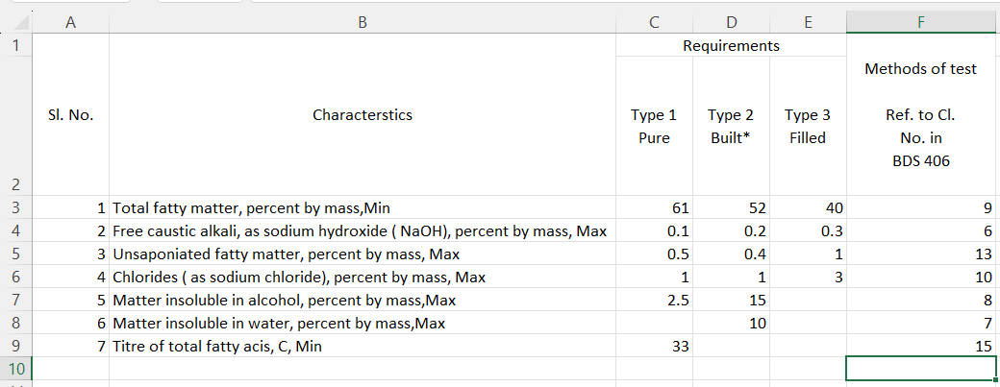 A B C D E F
1 Requirements
2 Sl. No. Characterstics Type 1 Pure Type 2 Built* Type 3 Filled Methods of test Ref. to Cl. No. in BDS 406
3 1 Total fatty matter, percent by mass,Min 61 52 40 9
4 2 Free caustic alkali, as sodium hydroxide ( NaOH), percent by mass, Max 0.1 0.2 0.3 6
5 3 Unsaponiated fatty matter, percent by mass, Max 0.5 0.4 1 13
6 4 Chlorides ( as sodium chloride), percent by mass, Max 1 1 3 10
7 5 Matter insoluble in alcohol, percent by mass,Max 2.5 15 8
8 6 Matter insoluble in water, percent by mass,Max 10 7
9 7 Titre of total fatty acis, C, Min 33 15
10